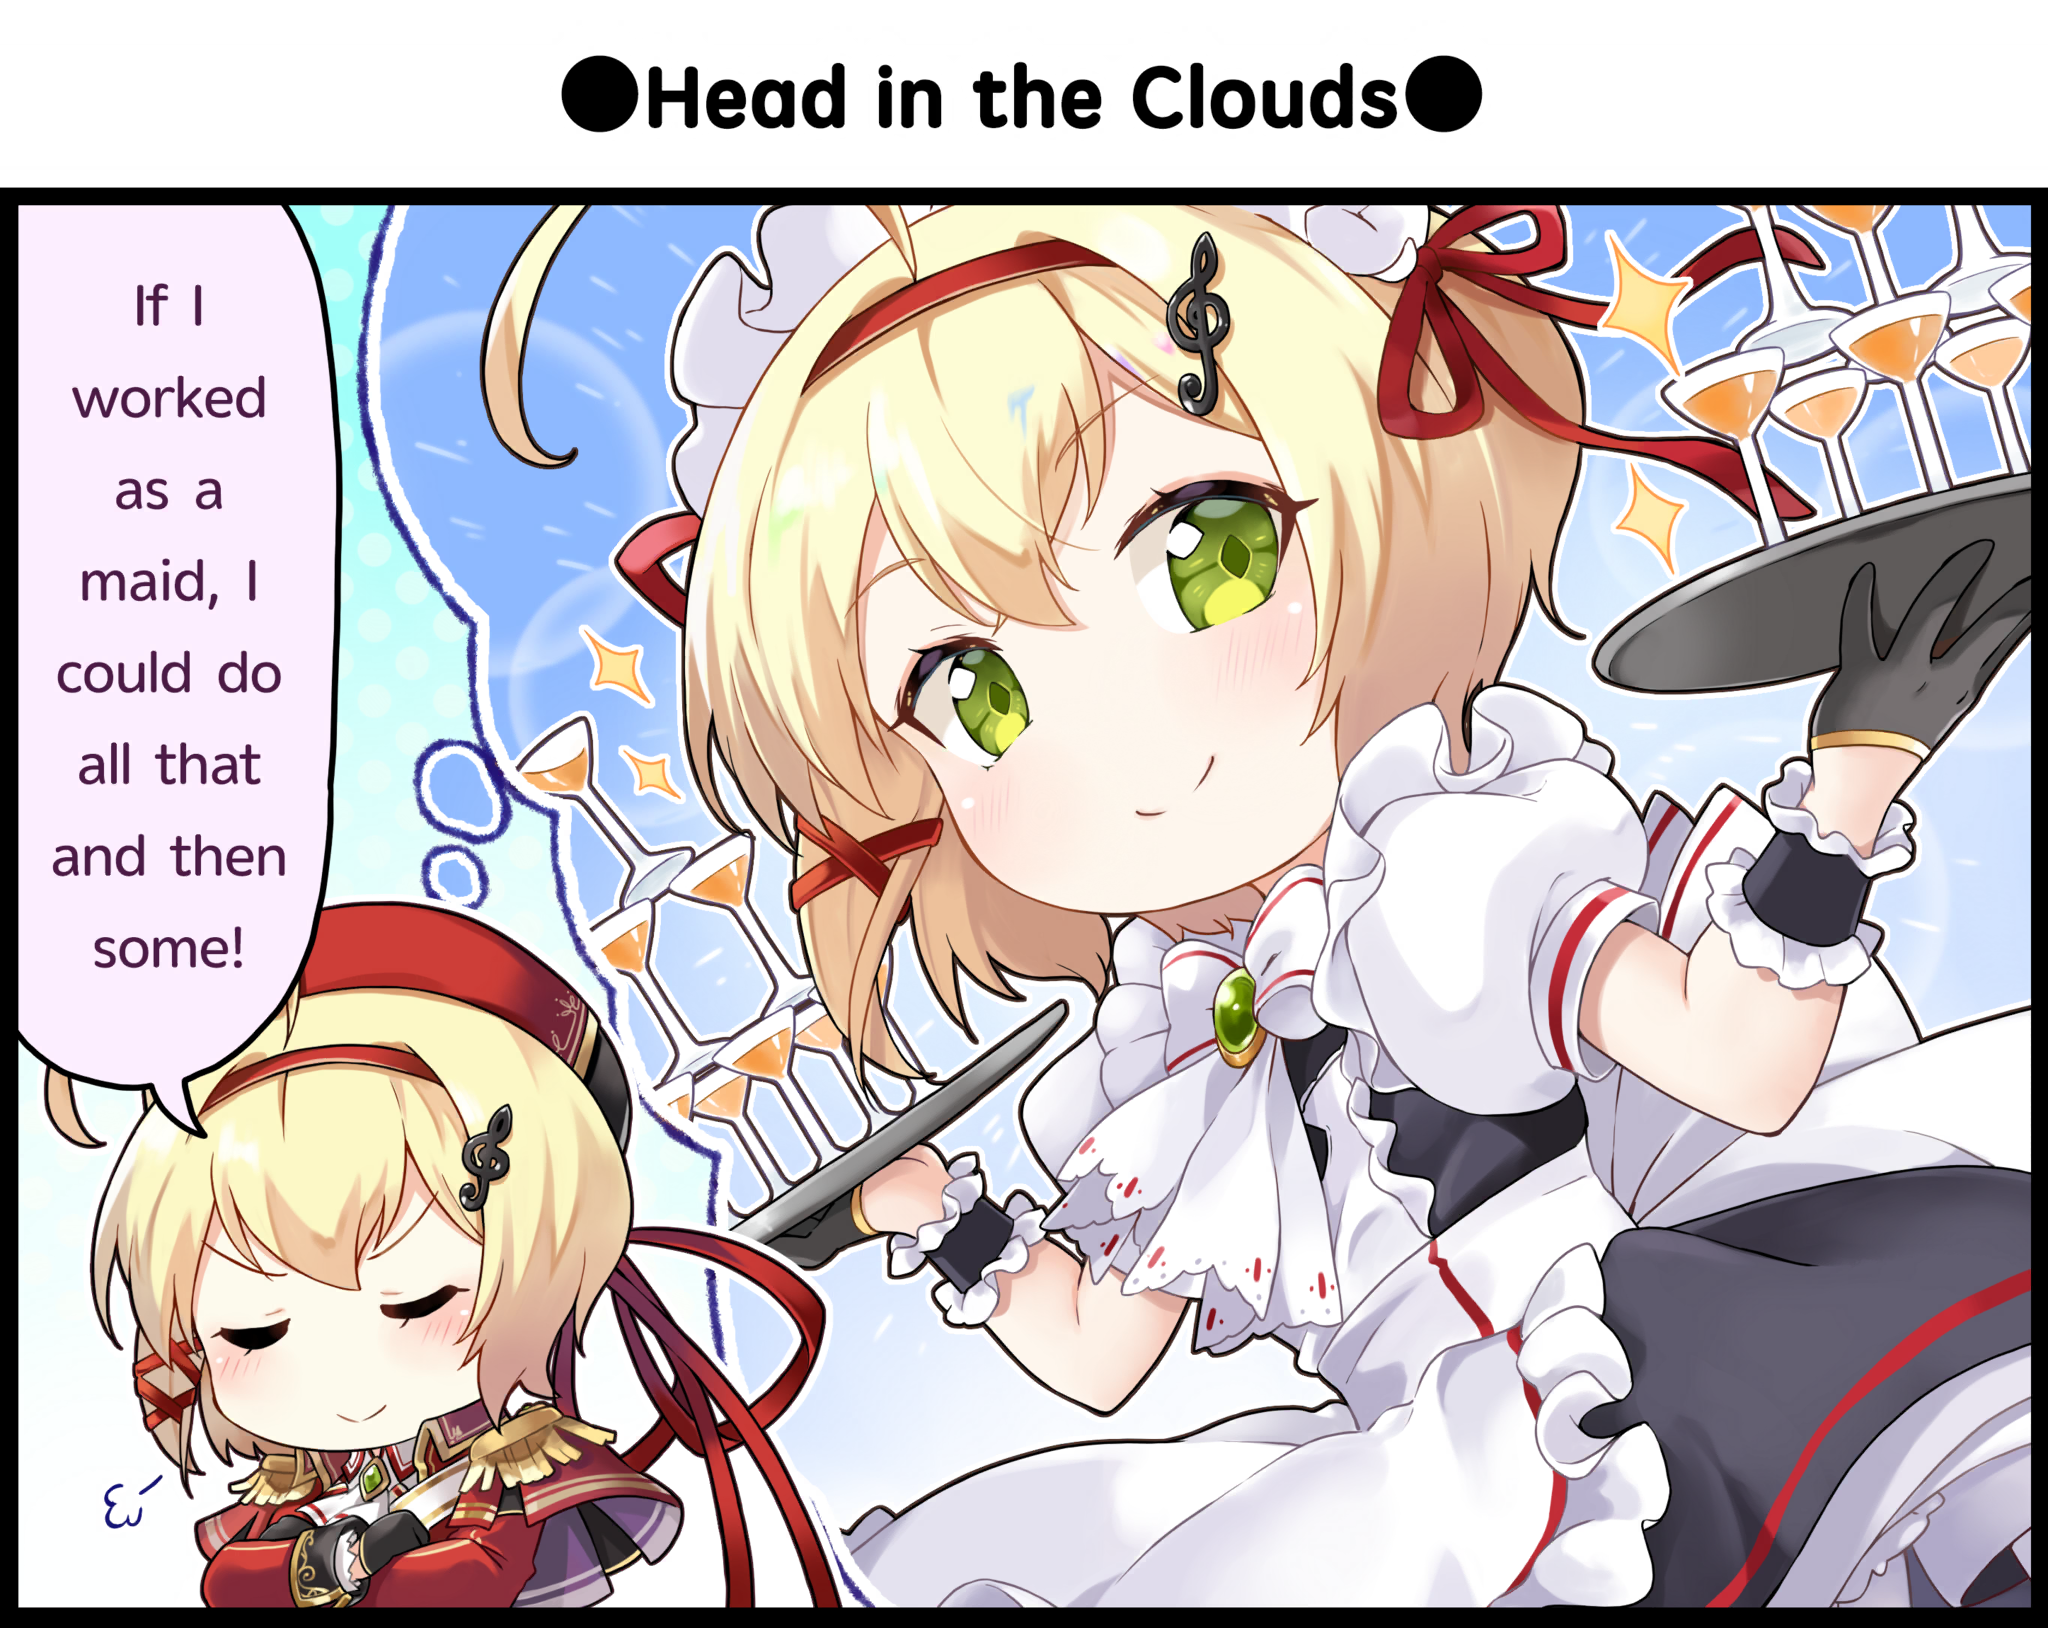 ●Head in the Clouds●
If I
worked
as a
maid, I
could do
all that
and then
some!